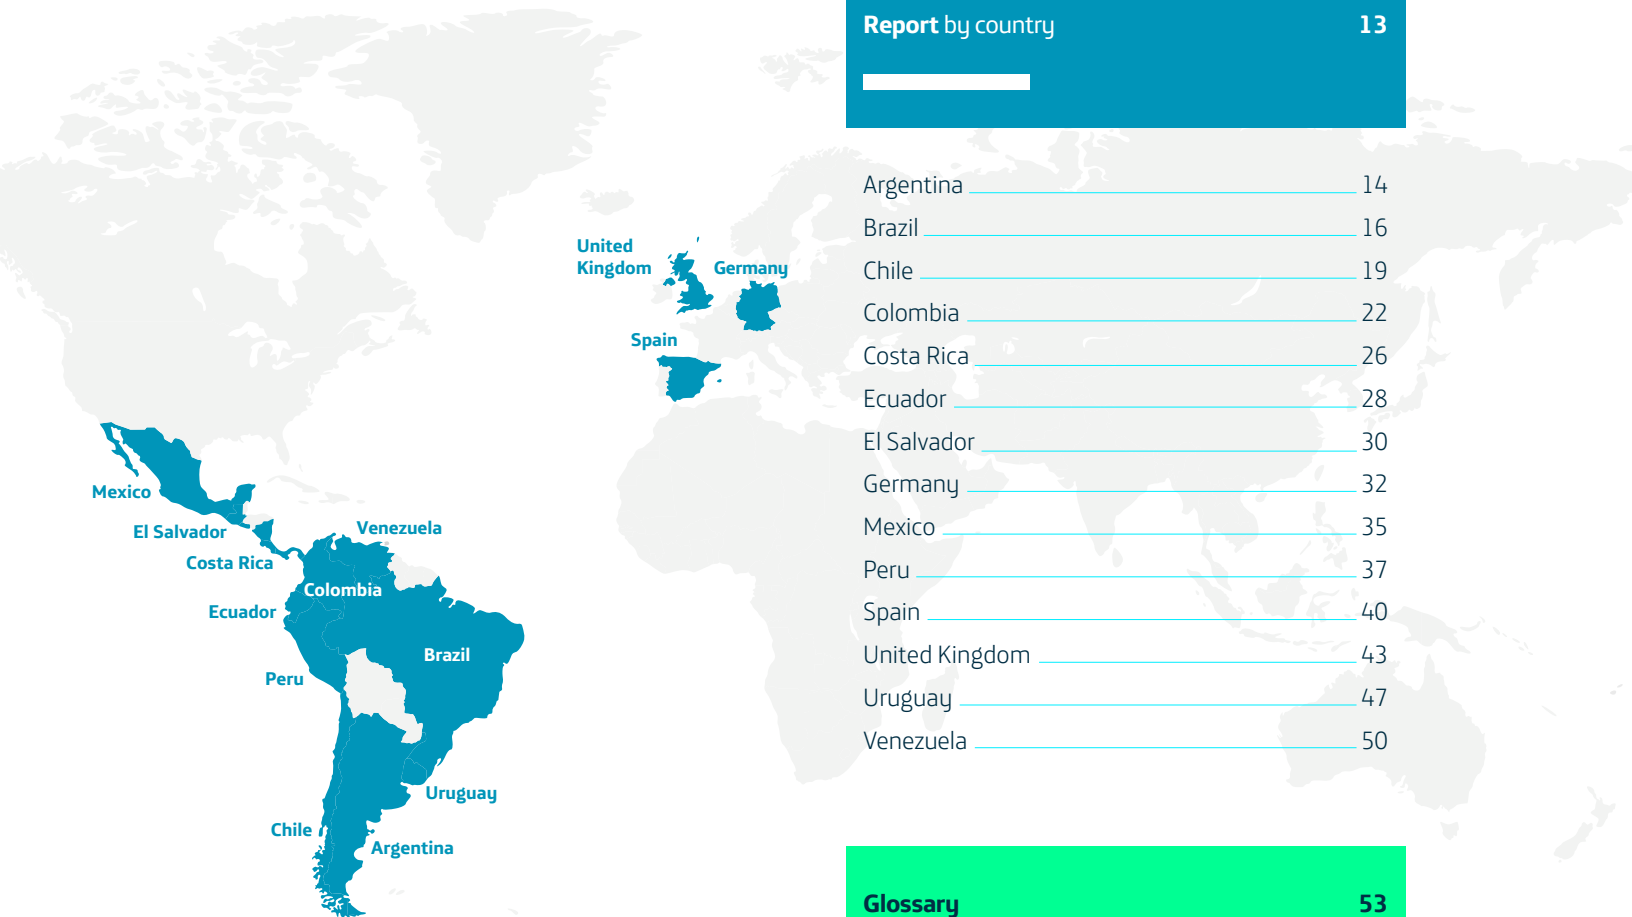 Report by country 13
United
Kingdom
Germany
Spain
Mexico
El Salvador
Costa Rica
Venezuela
Colombia
Ecuador
Brazil
Peru
Uruguay
Chile
Argentina
Argentina 14
Brazil 16
Chile 19
Colombia 22
Costa Rica 26
Ecuador 28
El Salvador 30
Germany 32
Mexico 35
Peru 37
Spain 40
United Kingdom 43
Uruguay 47
Venezuela 50
Glossary 53